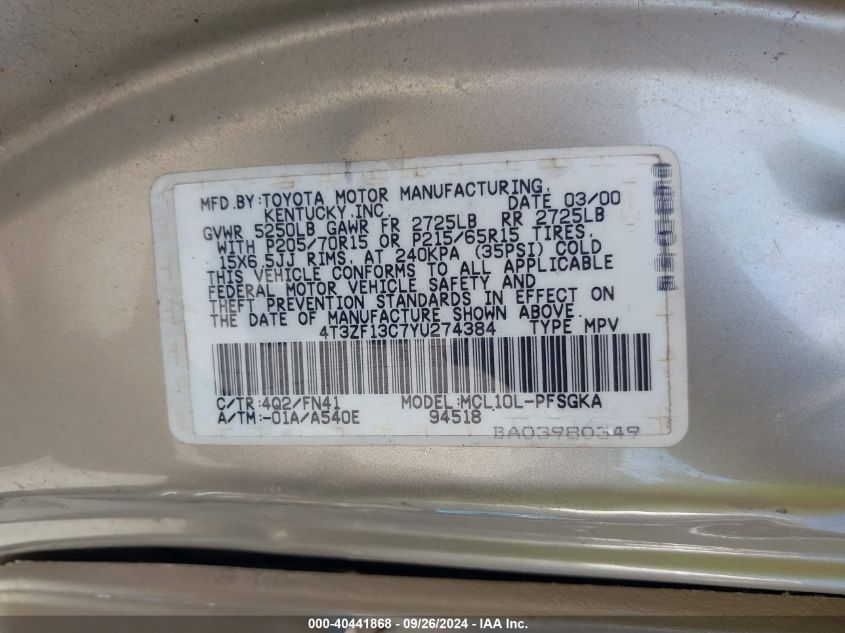 MFD.BY:TOYOTA MOTOR MANUFACTURING,
KENTUCKY,INC. DATE 03/00
GVWR 5250LB GAWR FR 2725LB RR 2725LB
WITH P205/70R15 OR P215/65R15 TIRES,
15X6.5JJ RIMS, AT 240KPA (35PSI) COLD
THIS VEHICLE CONFORMS TO ALL APPLICABLE
FEDERAL MOTOR VEHICLE SAFETY AND
THEFT PREVENTION STANDARDS IN EFFECT ON
THE DATE OF MANUFACTURE SHOWN ABOVE.
4T3ZF13C7YU274384 TYPE MPV
C/TR:4Q2/FN41 MODEL:MCL10L-PFSGKA
A/TM:-01A/A540E 94518
BA03980349
000-40441868 - 09/26/2024 - IAA Inc.